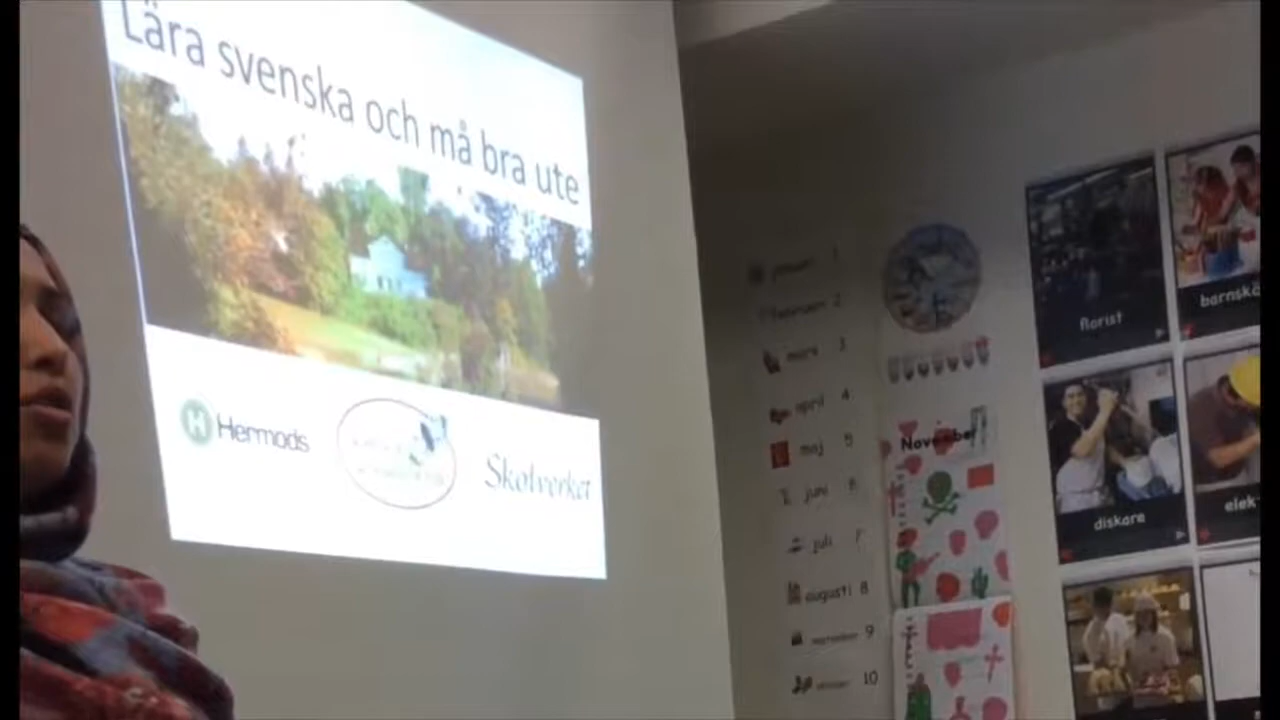 Lära svenska och må bra ute
H
Hermods
Skolverket
januari 1
februari 2
mars 3
april 4
maj 5
juni 6
juli 7
augusti 8
september 9
oktober 10
November
florist
barnskö
diskare
elek